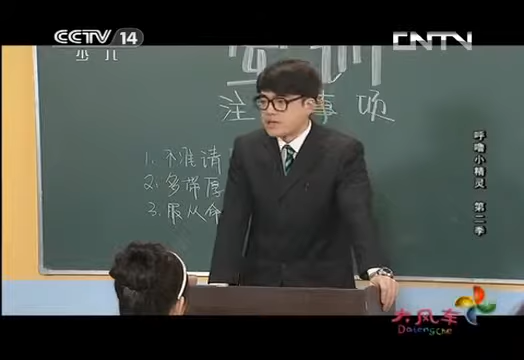 CCTV 14
少儿
CNTV
注 事项
1. 不准请
2. 多带厚
3. 服从命
呼噜小精灵 第二季
大风车